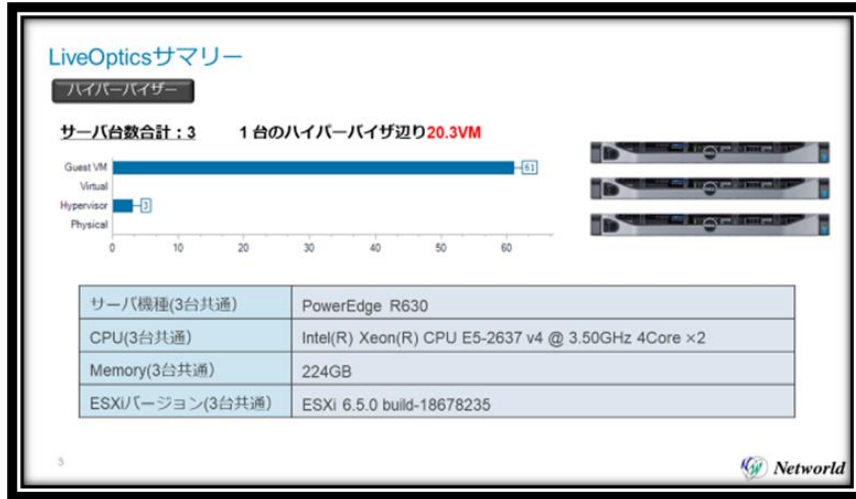 LiveOpticsサマリー
ハイパーバイザー
サーバ台数合計：3 1台のハイパーバイザ辺り20.3VM
Guest VM 61
Virtual
Hypervisor 3
Physical
0 10 20 30 40 50 60
サーバ機種(3台共通) PowerEdge R630
CPU(3台共通) Intel(R) Xeon(R) CPU E5-2637 v4 @ 3.50GHz 4Core ×2
Memory(3台共通) 224GB
ESXiバージョン(3台共通) ESXi 6.5.0 build-18678235
3
Networld